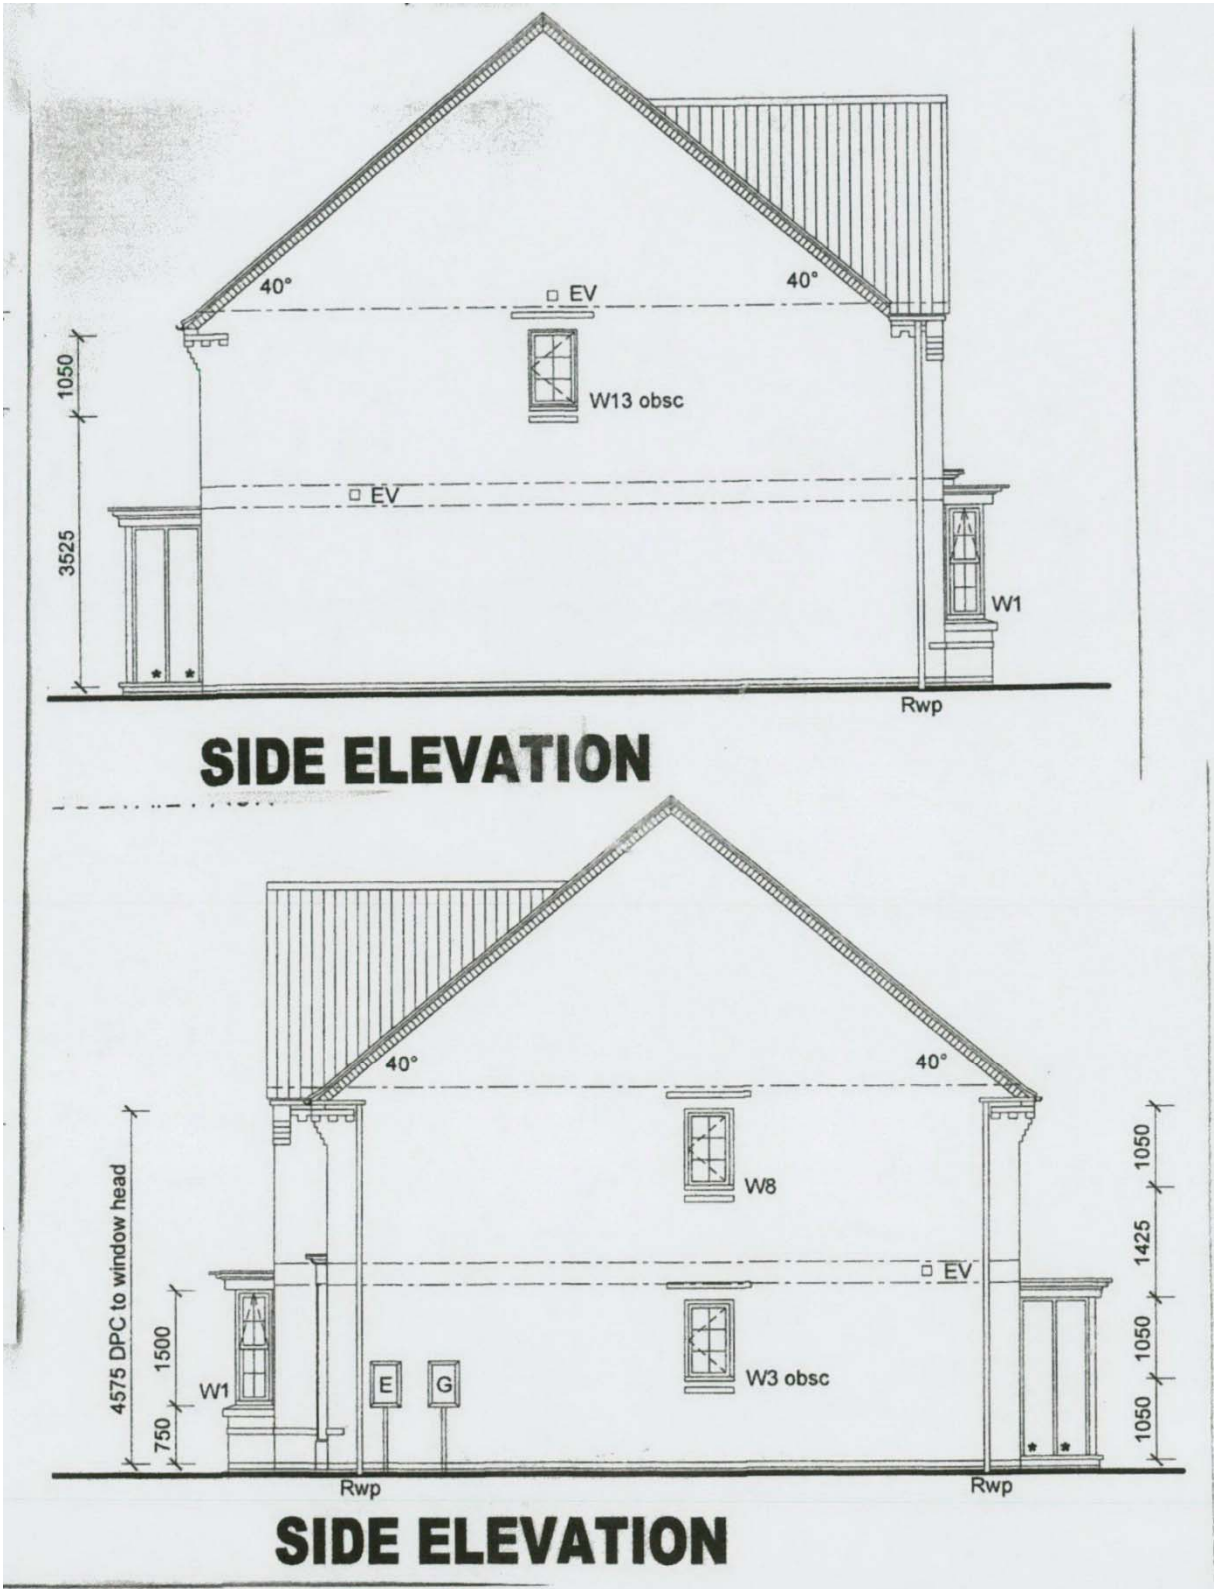 40°
40°
EV
1050
W13 obsc
EV
3525
W1
* *
Rwp
SIDE ELEVATION
40°
40°
1050
4575 DPC to window head
W8
1425
EV
1500
1050
W1
E
G
W3 obsc
750
1050
* *
Rwp
Rwp
SIDE ELEVATION